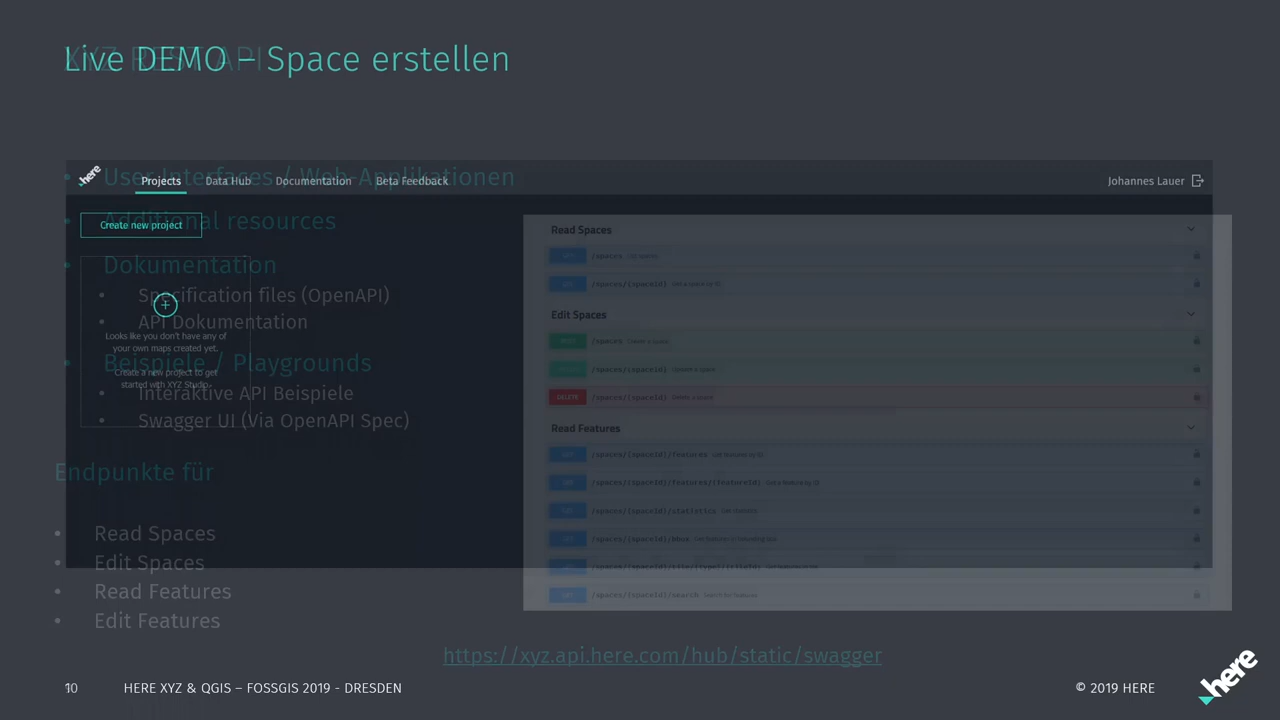 Live DEMO – Space erstellen
XYZ REST API
here
Projects
Data Hub
Documentation
Beta Feedback
Johannes Lauer
Create new project
Looks like you don't have any of
your own maps created yet.
Create a new project to get
started with XYZ Studio.
• User Interfaces / Web-Applikationen
• Additional resources
• Dokumentation
• Specification files (OpenAPI)
• API Dokumentation
• Beispiele / Playgrounds
• Interaktive API Beispiele
• Swagger UI (Via OpenAPI Spec)
Endpunkte für
• Read Spaces
• Edit Spaces
• Read Features
• Edit Features
Read Spaces
/spaces
/spaces/{spaceId}
Edit Spaces
/spaces
/spaces/{spaceId}
DELETE /spaces/{spaceId}
Read Features
/spaces/{spaceId}/features
/spaces/{spaceId}/features/{featureId}
/spaces/{spaceId}/statistics
/spaces/{spaceId}/bbox
/spaces/{spaceId}/search
https://xyz.api.here.com/hub/static/swagger
10
HERE XYZ & QGIS – FOSSGIS 2019 - DRESDEN
© 2019 HERE
here